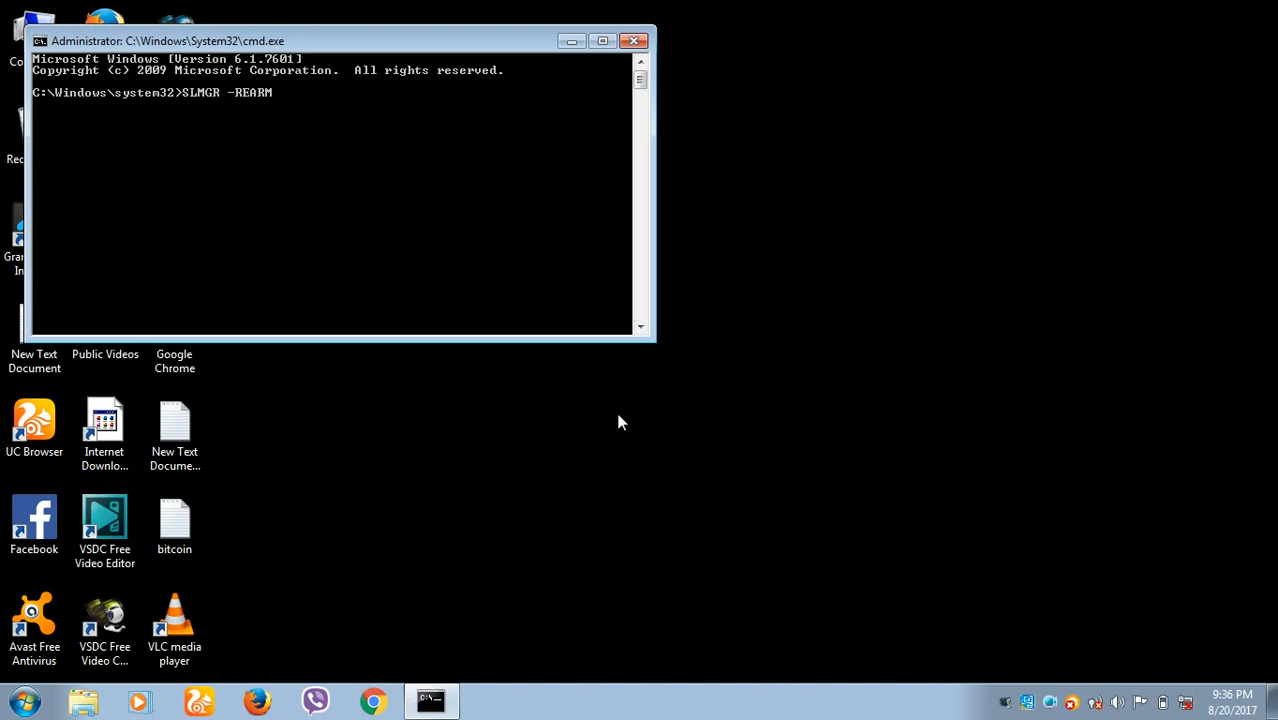 Administrator: C:\Windows\System32\cmd.exe
Microsoft Windows [Version 6.1.7601]
Copyright (c) 2009 Microsoft Corporation.  All rights reserved.
C:\Windows\system32>SLMGR -REARM
Co
Rec
Gran
In
New Text
Document
Public Videos
Google
Chrome
UC Browser
Internet
Downlo...
New Text
Docume...
Facebook
VSDC Free
Video Editor
bitcoin
Avast Free
Antivirus
VSDC Free
Video C...
VLC media
player
9:36 PM
8/20/2017